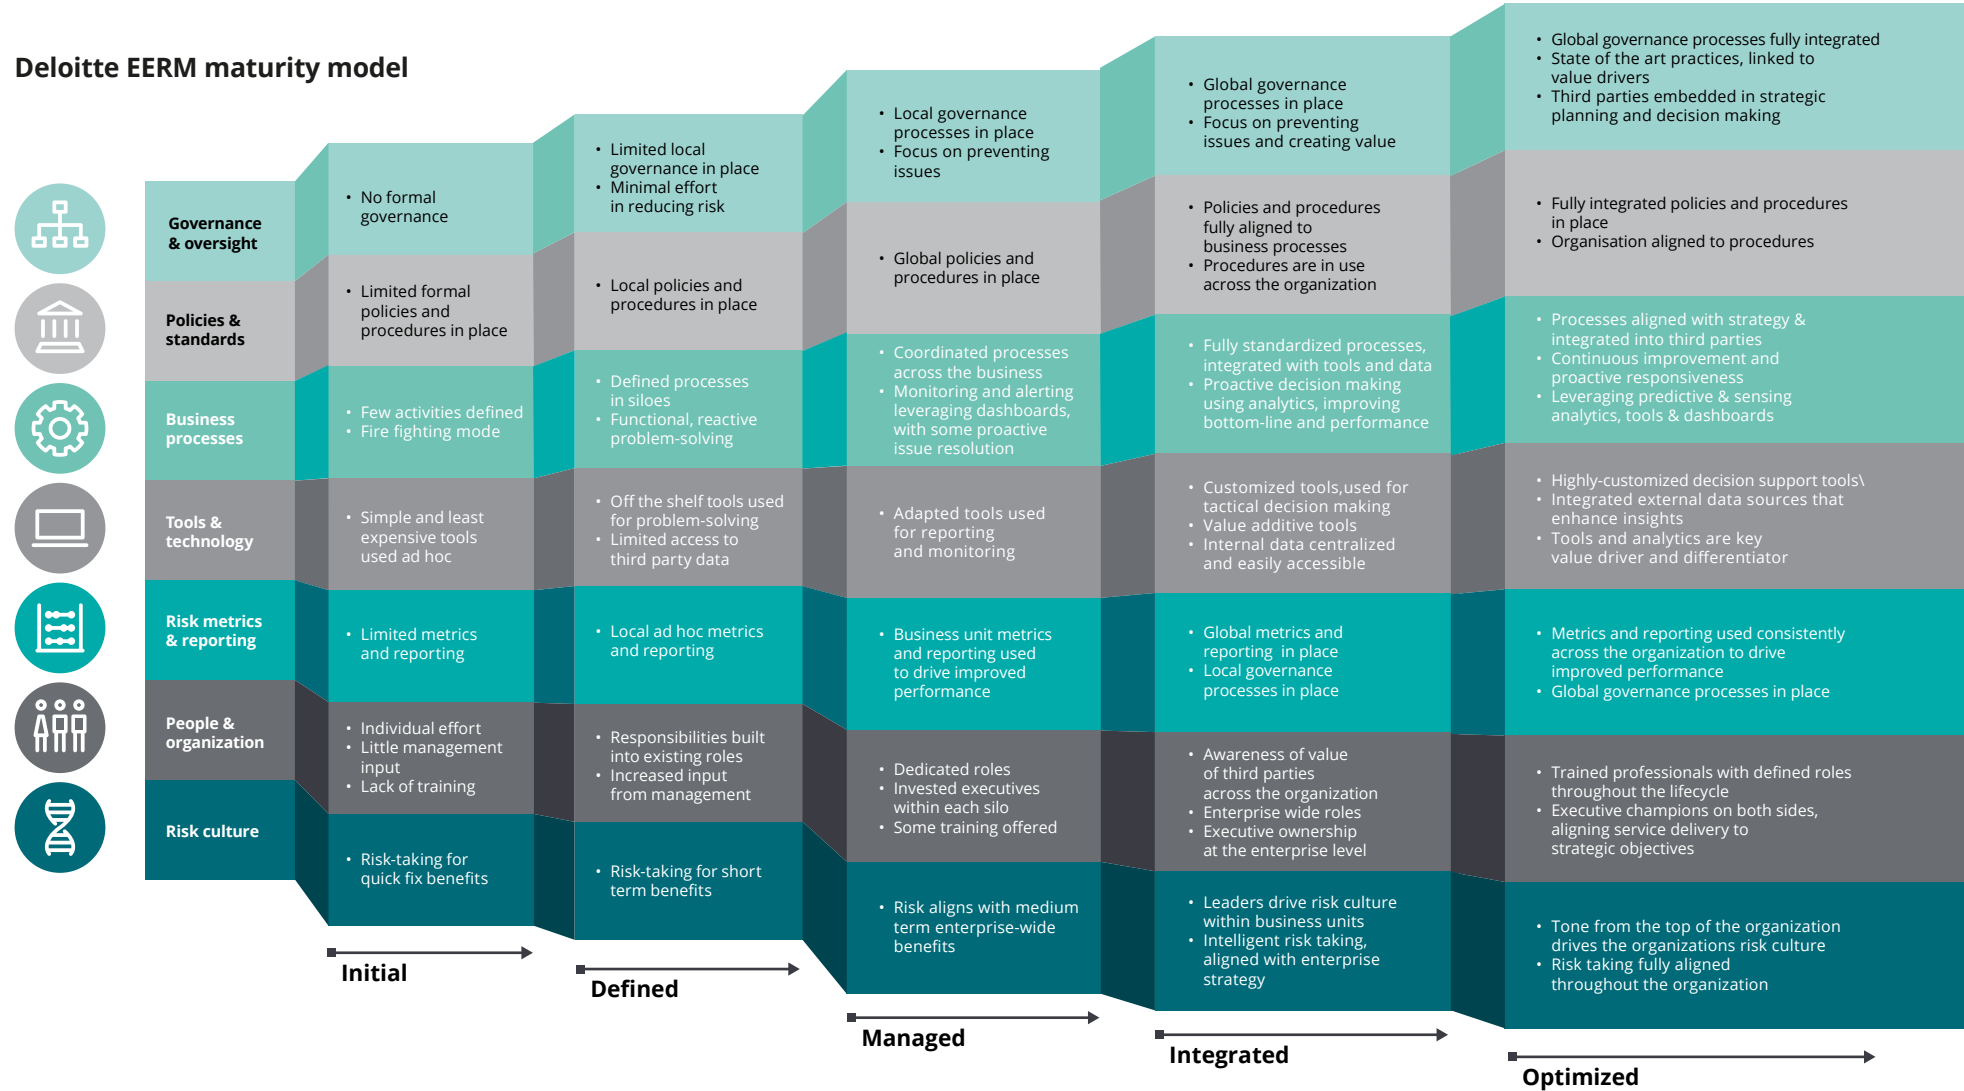 Deloitte EERM maturity model
Governance
& oversight
• No formal
governance
• Limited local
governance in place
• Minimal effort
in reducing risk
• Local governance
processes in place
• Focus on preventing
issues
• Global governance
processes in place
• Focus on preventing
issues and creating value
• Global governance processes fully integrated
• State of the art practices, linked to
value drivers
• Third parties embedded in strategic
planning and decision making
Policies &
standards
• Limited formal
policies and
procedures in place
• Local policies and
procedures in place
• Global policies and
procedures in place
• Policies and procedures
fully aligned to
business processes
• Procedures are in use
across the organization
• Fully integrated policies and procedures
in place
• Organisation aligned to procedures
Business
processes
• Few activities defined
• Fire fighting mode
• Defined processes
in siloes
• Functional, reactive
problem-solving
• Coordinated processes
across the business
• Monitoring and alerting
leveraging dashboards,
with some proactive
issue resolution
• Fully standardized processes,
integrated with tools and data
• Proactive decision making
using analytics, improving
bottom-line and performance
• Processes aligned with strategy &
integrated into third parties
• Continuous improvement and
proactive responsiveness
• Leveraging predictive & sensing
analytics, tools & dashboards
Tools &
technology
• Simple and least
expensive tools
used ad hoc
• Off the shelf tools used
for problem-solving
• Limited access to
third party data
• Adapted tools used
for reporting
and monitoring
• Customized tools,used for
tactical decision making
• Value additive tools
• Internal data centralized
and easily accessible
• Highly-customized decision support tools\
• Integrated external data sources that
enhance insights
• Tools and analytics are key
value driver and differentiator
Risk metrics
& reporting
• Limited metrics
and reporting
• Local ad hoc metrics
and reporting
• Business unit metrics
and reporting used
to drive improved
performance
• Global metrics and
reporting in place
• Local governance
processes in place
• Metrics and reporting used consistently
across the organization to drive
improved performance
• Global governance processes in place
People &
organization
• Individual effort
• Little management
input
• Lack of training
• Responsibilities built
into existing roles
• Increased input
from management
• Dedicated roles
• Invested executives
within each silo
• Some training offered
• Awareness of value
of third parties
across the organization
• Enterprise wide roles
• Executive ownership
at the enterprise level
• Trained professionals with defined roles
throughout the lifecycle
• Executive champions on both sides,
aligning service delivery to
strategic objectives
Risk culture
• Risk-taking for
quick fix benefits
• Risk-taking for short
term benefits
• Risk aligns with medium
term enterprise-wide
benefits
• Leaders drive risk culture
within business units
• Intelligent risk taking,
aligned with enterprise
strategy
• Tone from the top of the organization
drives the organizations risk culture
• Risk taking fully aligned
throughout the organization
Initial
Defined
Managed
Integrated
Optimized